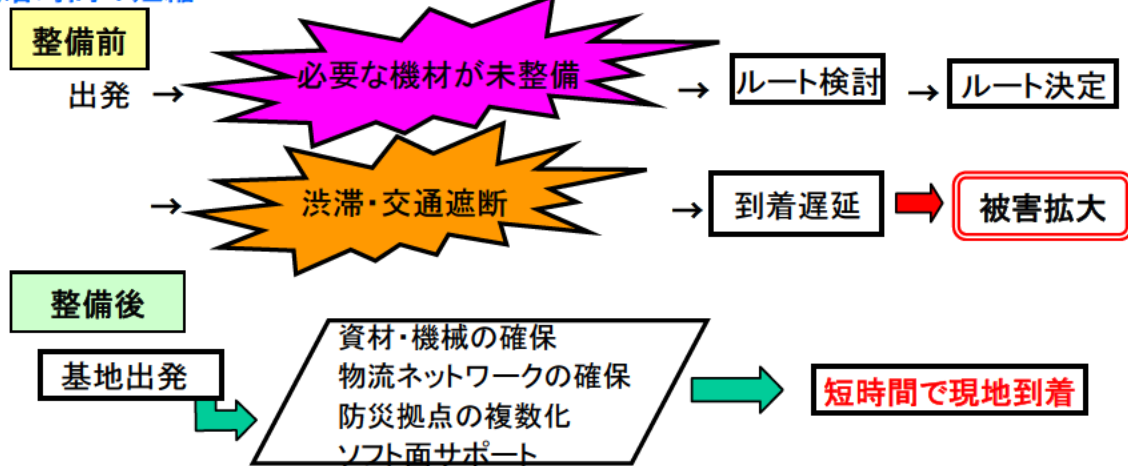 整備前
出発 → 必要な機材が未整備 → ルート検討 → ルート決定
→ 渋滞・交通遮断 → 到着遅延 被害拡大
整備後
基地出発
資材・機械の確保
物流ネットワークの確保
防災拠点の複数化
ソフト面サポート
短時間で現地到着